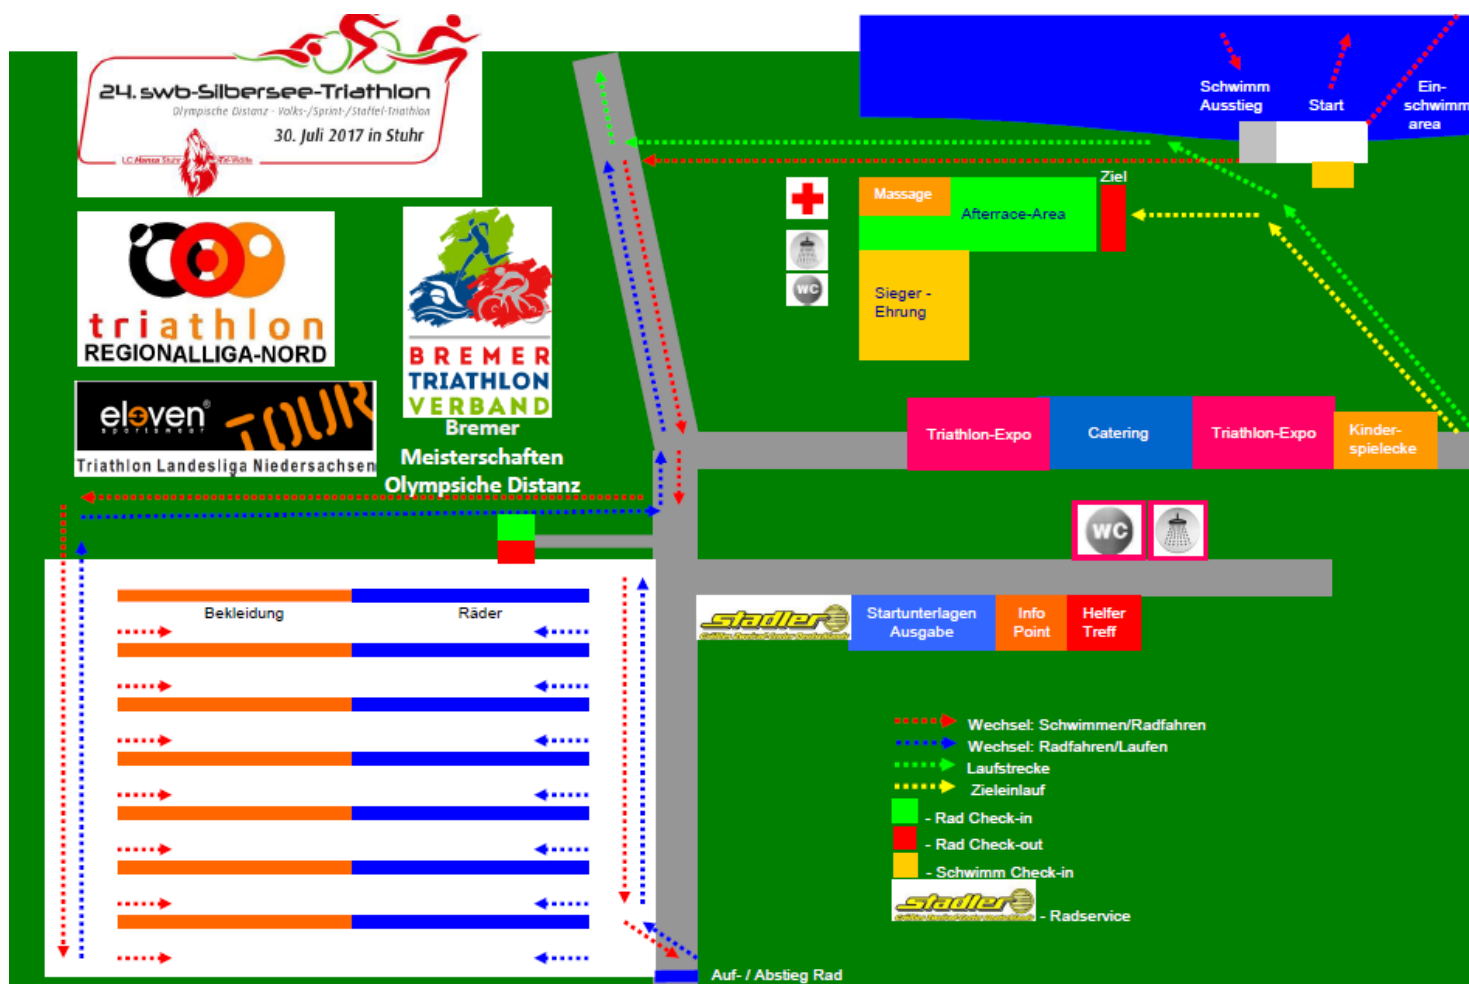 24. swb-Silbersee-Triathlon
Olympische Distanz - Volks-/Sprint-/Staffel-Triathlon
30. Juli 2017 in Stuhr
L.C. Hansa Stuhr
triathlon
REGIONALLIGA-NORD
BREMER
TRIATHLON
VERBAND
Bremer
Meisterschaften
Olympsiche Distanz
eleven®
sportswear
TOUR
Triathlon Landesliga Niedersachsen
Schwimm
Ausstieg
Start
Ein-
schwimm
area
Ziel
Massage
Afterrace-Area
WC
Sieger -
Ehrung
Triathlon-Expo
Catering
Triathlon-Expo
Kinder-
spielecke
WC
Bekleidung
Räder
stadler
Startunterlagen
Ausgabe
Info
Point
Helfer
Treff
Wechsel: Schwimmen/Radfahren
Wechsel: Radfahren/Laufen
Laufstrecke
Zieleinlauf
- Rad Check-in
- Rad Check-out
- Schwimm Check-in
stadler
- Radservice
Auf- / Abstieg Rad